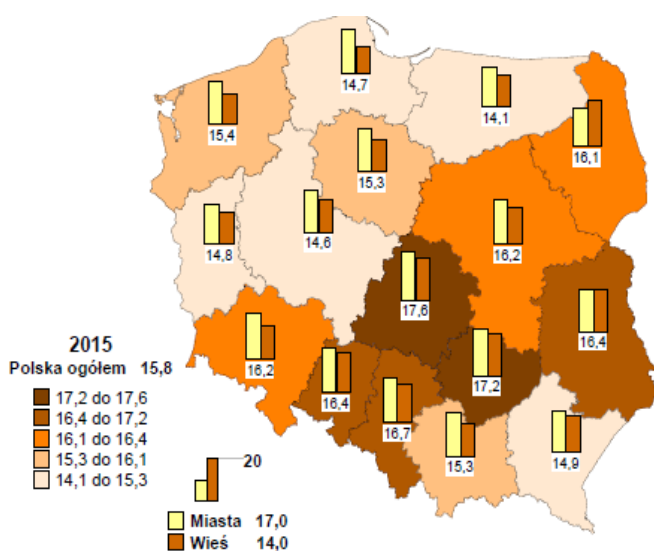 14,7
14,1
15,4
16,1
15,3
14,8
14,6
16,2
17,6
16,4
16,2
17,2
16,4
16,7
15,3
14,9
2015
Polska ogółem 15,8
17,2 do 17,6
16,4 do 17,2
16,1 do 16,4
15,3 do 16,1
14,1 do 15,3
20
Miasta 17,0
Wieś 14,0